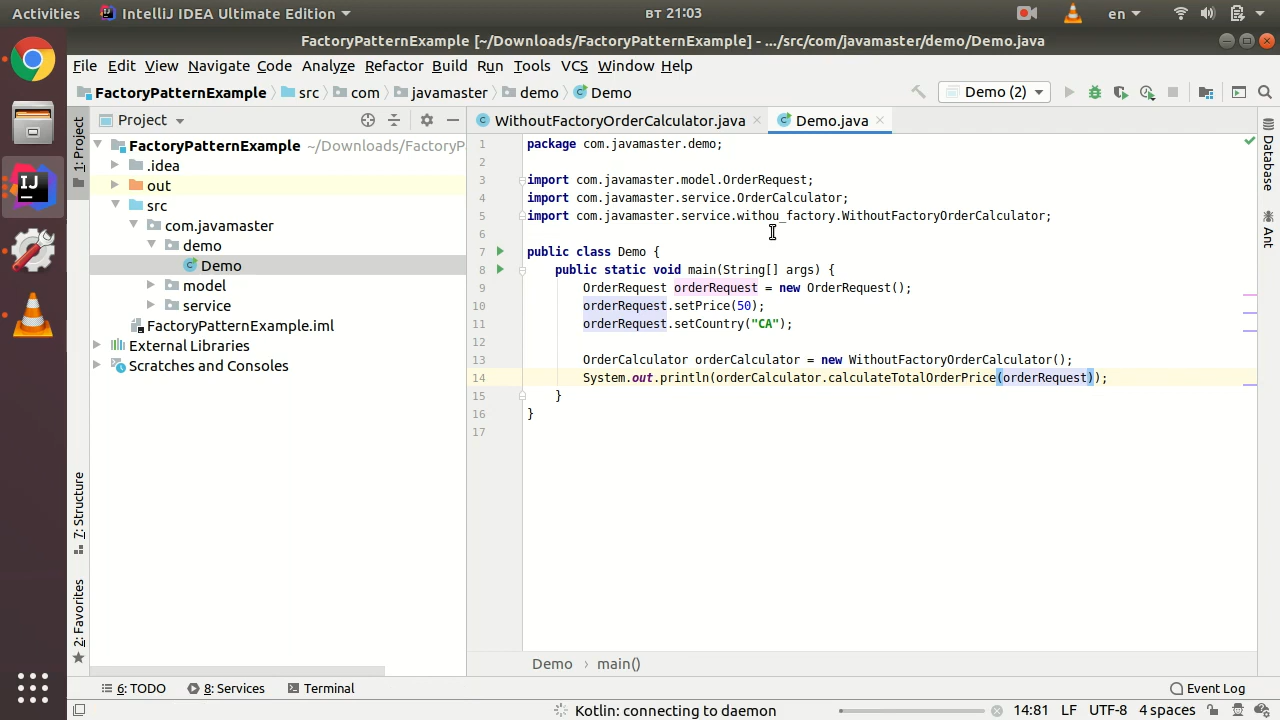 Activities IntelliJ IDEA Ultimate Edition вт 21:03 en
FactoryPatternExample [~/Downloads/FactoryPatternExample] - .../src/com/javamaster/demo/Demo.java
File Edit View Navigate Code Analyze Refactor Build Run Tools VCS Window Help
FactoryPatternExample src com javamaster demo Demo Demo (2)
Project
WithoutFactoryOrderCalculator.java Demo.java
1: Project
FactoryPatternExample ~/Downloads/FactoryP
.idea
out
src
com.javamaster
demo
Demo
model
service
FactoryPatternExample.iml
External Libraries
Scratches and Consoles
7: Structure
2: Favorites
1 package com.javamaster.demo;
2
3 import com.javamaster.model.OrderRequest;
4 import com.javamaster.service.OrderCalculator;
5 import com.javamaster.service.withou_factory.WithoutFactoryOrderCalculator;
6
7 public class Demo {
8 public static void main(String[] args) {
9 OrderRequest orderRequest = new OrderRequest();
10 orderRequest.setPrice(50);
11 orderRequest.setCountry("CA");
12
13 OrderCalculator orderCalculator = new WithoutFactoryOrderCalculator();
14 System.out.println(orderCalculator.calculateTotalOrderPrice(orderRequest));
15 }
16 }
17
Database
Ant
Demo › main()
6: TODO 8: Services Terminal Event Log
Kotlin: connecting to daemon 14:81 LF UTF-8 4 spaces